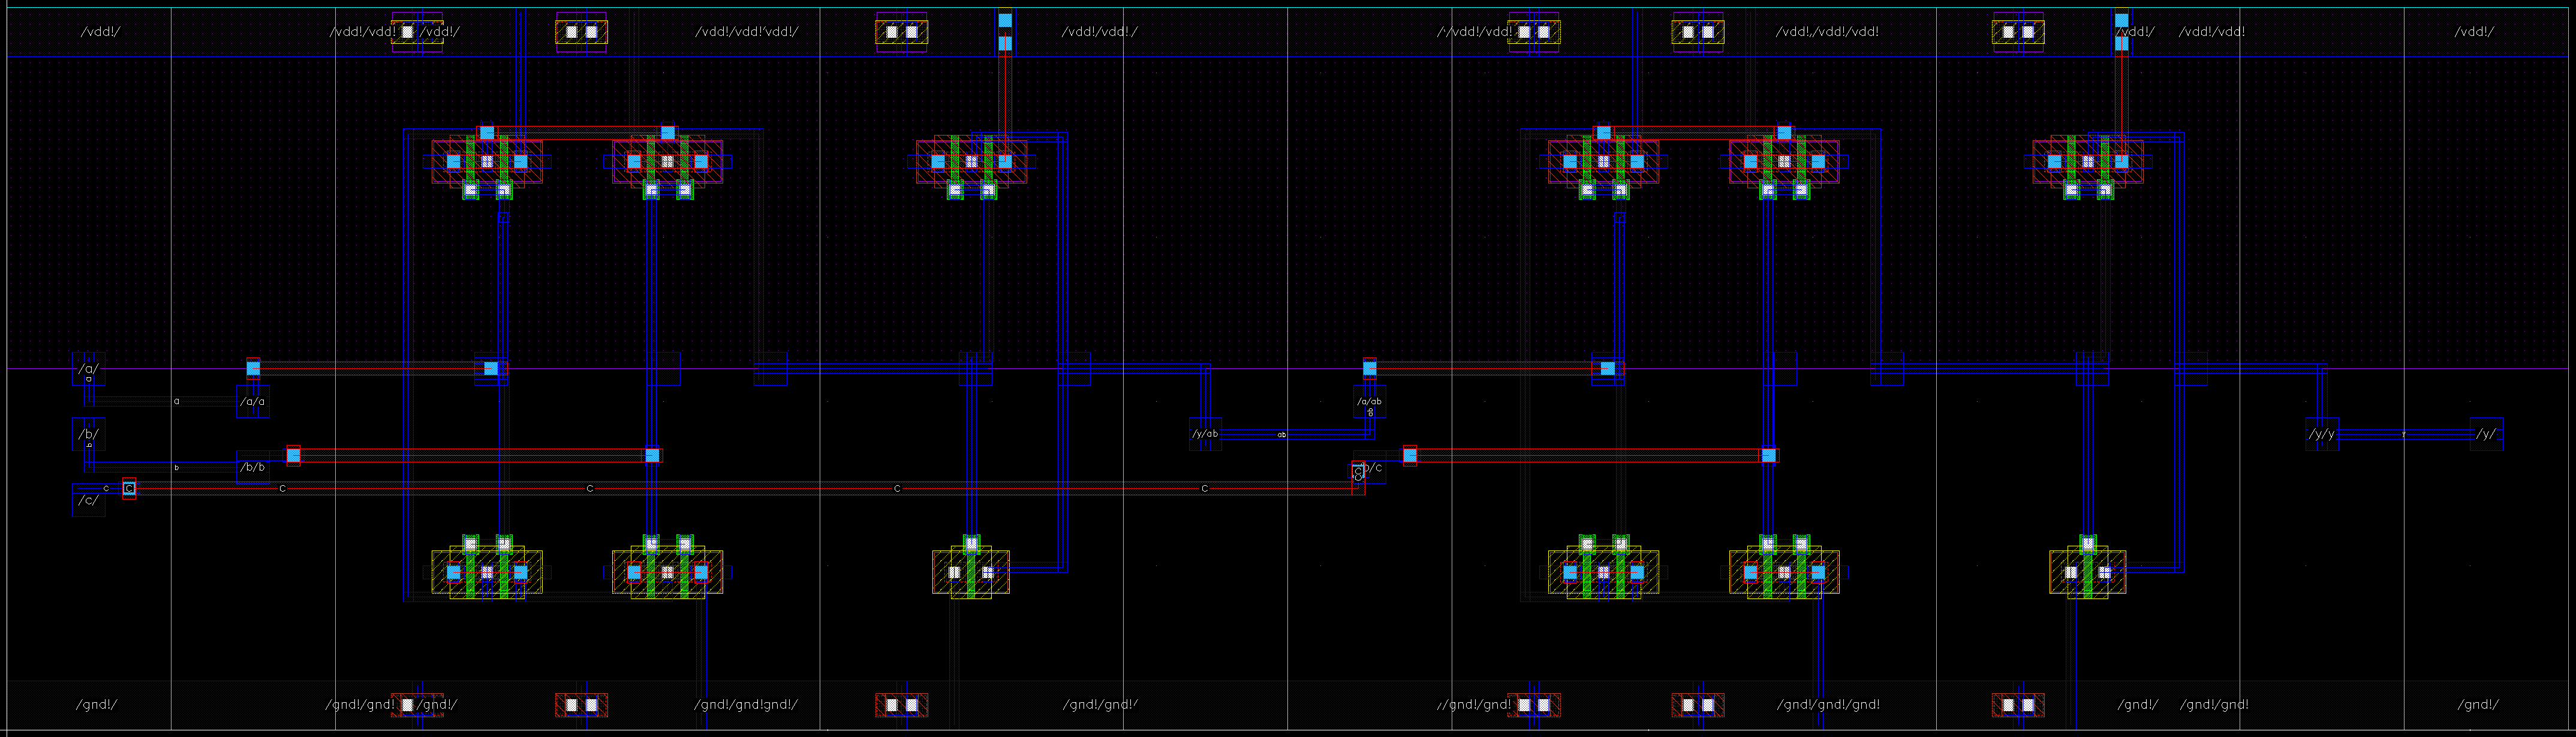 /vdd!/ /vdd!/vdd! /vdd!/ /vdd!/vdd!'vdd!/ /vdd!/vdd!/ /vdd!/vdd! /vdd!/vdd!/vdd! /vdd!/ /vdd!/vdd! /vdd!/
/a/
a
a /a/a /a/ab
/b/
b
/y/ab ab /y/y y /y/
b /b/b b/c
c C C C C C C
/c/
/gnd!/ /gnd!/gnd! /gnd!/ /gnd!/gnd!gnd!/ /gnd!/gnd!/ //gnd!/gnd! /gnd!/gnd!/gnd! /gnd!/ /gnd!/gnd! /gnd!/